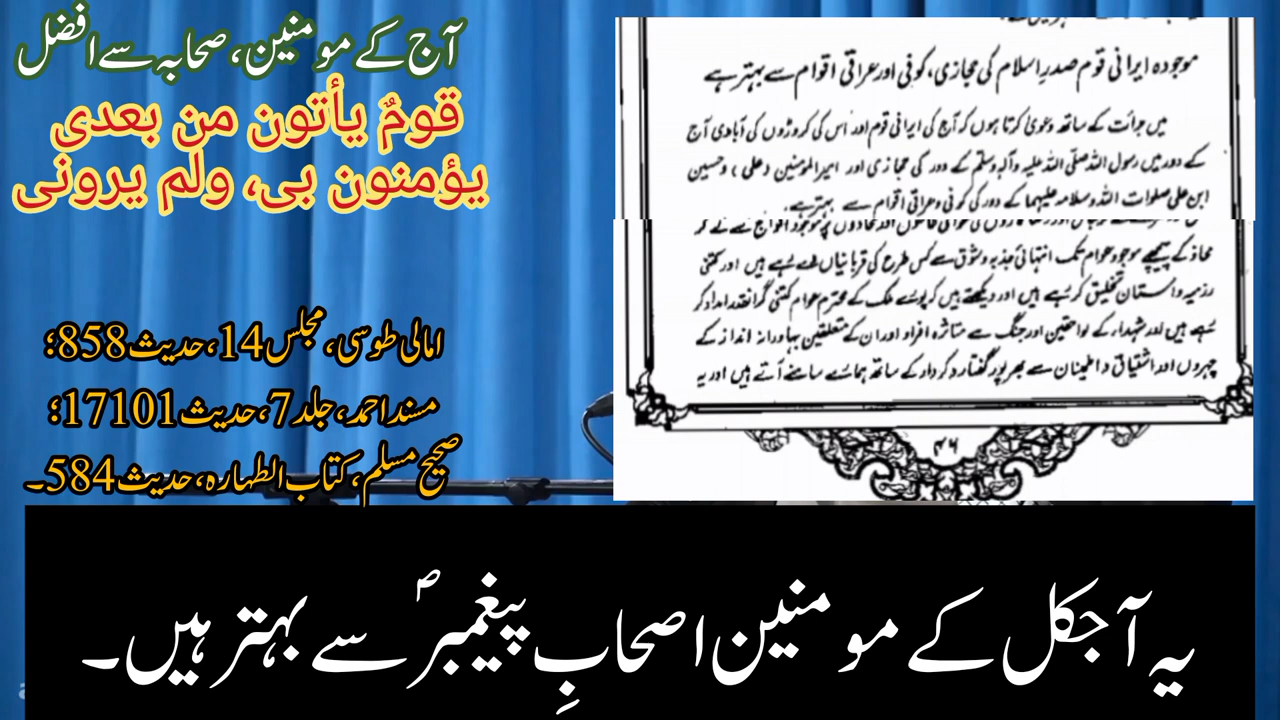 آج کے مومنین، صحابہ سے افضل
قومٌ یأتون من بعدی
یؤمنون بی، ولم یرونی
امالی طوسی، مجلس 14، حدیث 858؛
مسند احمد، جلد 7، حدیث 17101؛
صحیح مسلم، کتاب الطہارہ، حدیث 584۔
موجودہ ایرانی قوم صدرِ اسلام کی حجازی، کوفی اور عراقی اقوام سے بہتر ہے
میں جرأت کے ساتھ دعویٰ کرتا ہوں کہ آج کی ایرانی قوم اور اس کی کروڑوں کی آبادی آج
کے دور میں رسول اللہ صلّی اللہ علیہ وآلہٖ وسلّم کے دور کی حجازی اور امیرالمومنین (علی) و حسین
ابن علی صلوات اللہ وسلامہ علیہما کے دور کی کوفی و عراقی اقوام سے بہتر ہے۔
محاذ کے پیچھے موجود عوام تک انتہائی جذبہ و شوق سے کس طرح کی قربانیاں دے رہے ہیں اور کتنی
رزمیہ داستان تخلیق کر رہے ہیں اور دیکھتے ہیں کہ پورے ملک کے محترم عوام کتنی گرانقدر امداد کر
رہے ہیں اور شہداء کے لواحقین اور جنگ سے متاثرہ افراد اور ان کے متعلقین بہادرانہ انداز کے
چہروں اور اشتیاق و اطمینان سے بھرپور گفتار و کردار کے ساتھ ہمارے سامنے آتے ہیں اور یہ
۴۶
یہ آجکل کے مومنین اصحابِ پیغمبرؐ سے بہتر ہیں۔